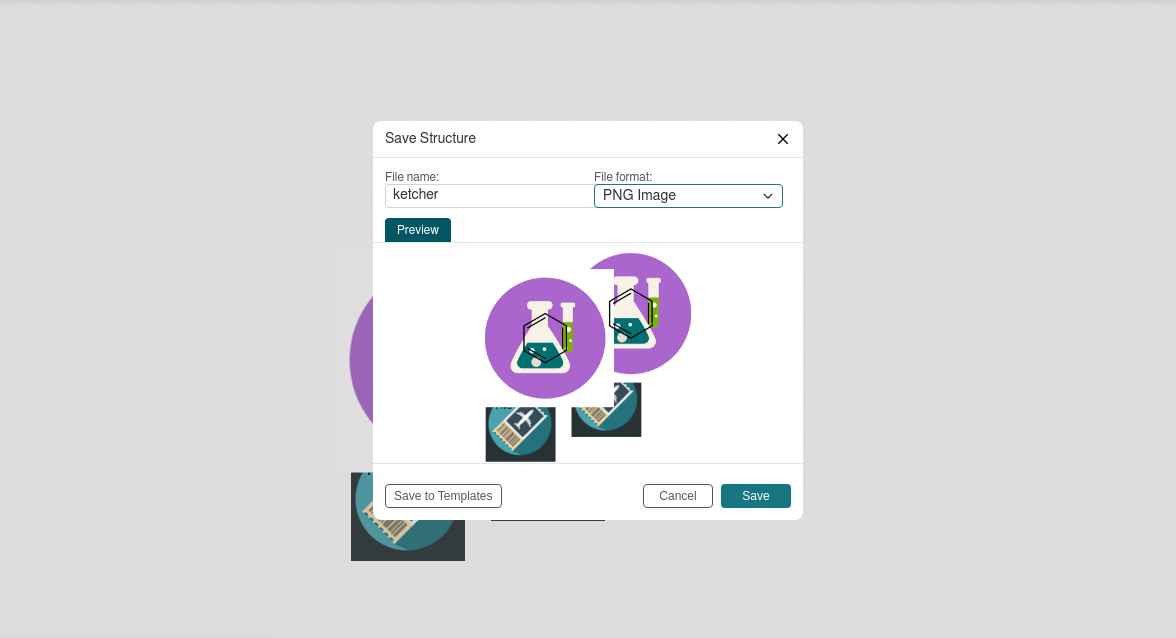 Save Structure
File name:
File format:
ketcher
PNG Image
Preview
Save to Templates
Cancel
Save